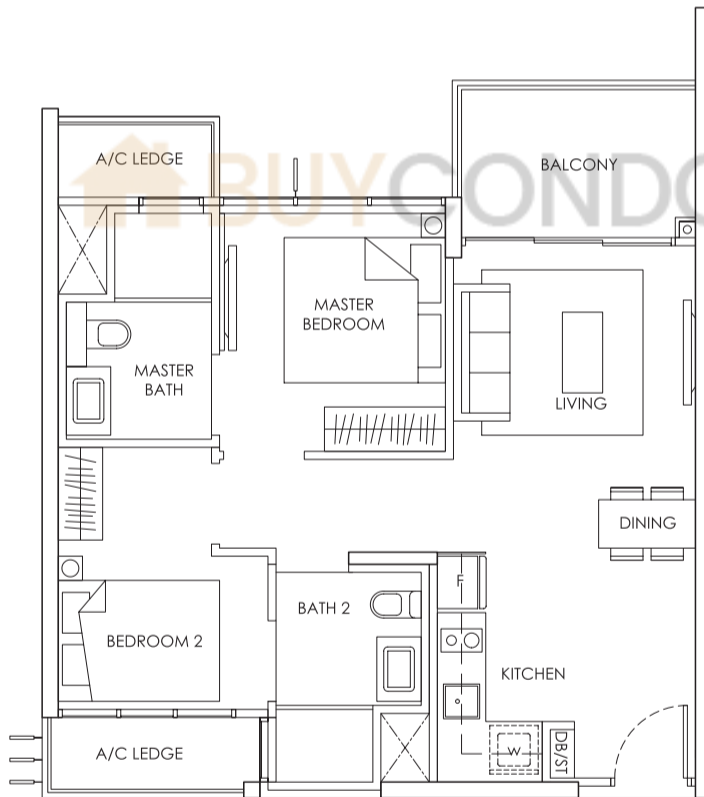 A/C LEDGE
BALCONY
BUYCONDO
MASTER
BEDROOM
MASTER
BATH
LIVING
DINING
F
BATH 2
BEDROOM 2
KITCHEN
W
DB/ST
A/C LEDGE